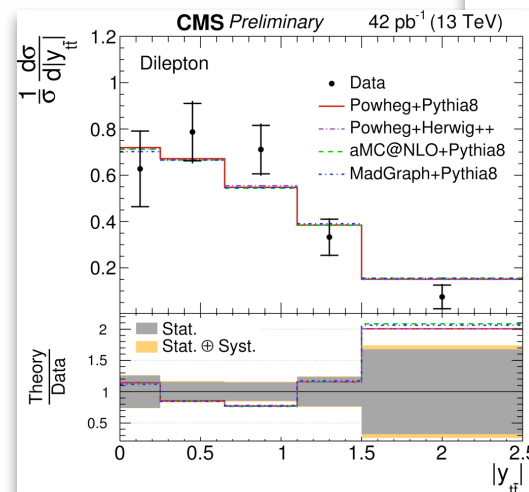 CMS Preliminary 42 pb⁻¹ (13 TeV)
1/σ dσ/d|y_tt̄|
Dilepton
Data
Powheg+Pythia8
Powheg+Herwig++
aMC@NLO+Pythia8
MadGraph+Pythia8
1.2
1
0.8
0.6
0.4
0.2
Theory/Data
Stat.
Stat. ⊕ Syst.
2
1.5
1
0.5
0 0.5 1 1.5 2 2.5
|y_tt̄|